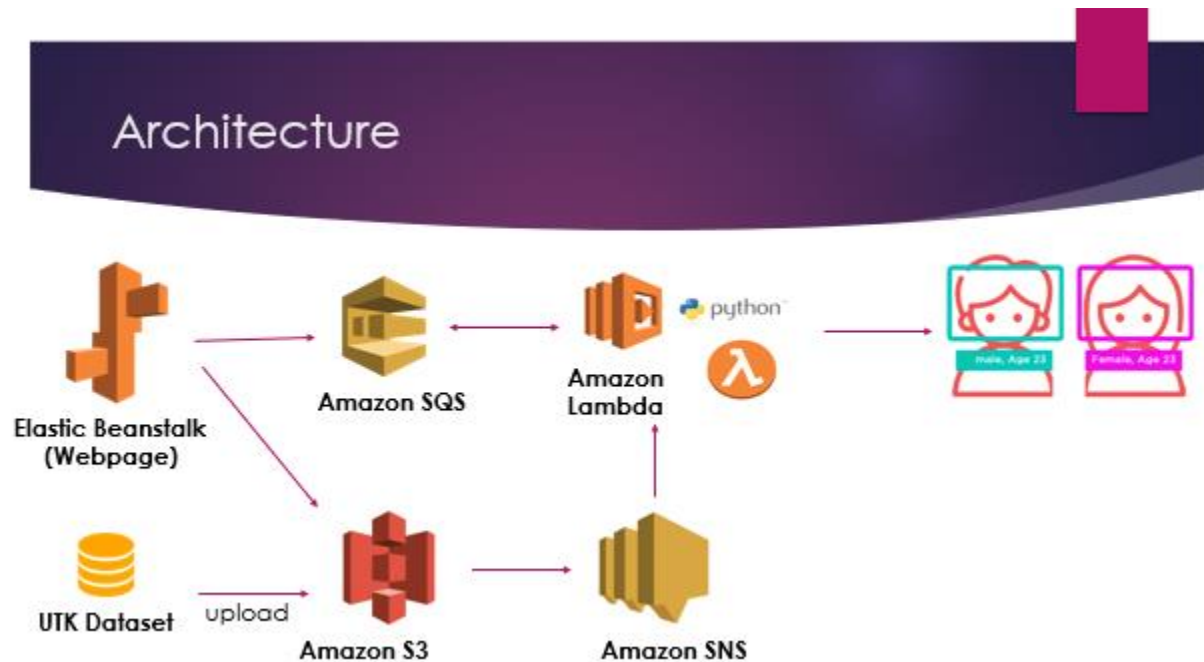 Architecture
python
Amazon SQS
Amazon
Lambda
male, Age 23
Female, Age 23
Elastic Beanstalk
(Webpage)
UTK Dataset
upload
Amazon S3
Amazon SNS